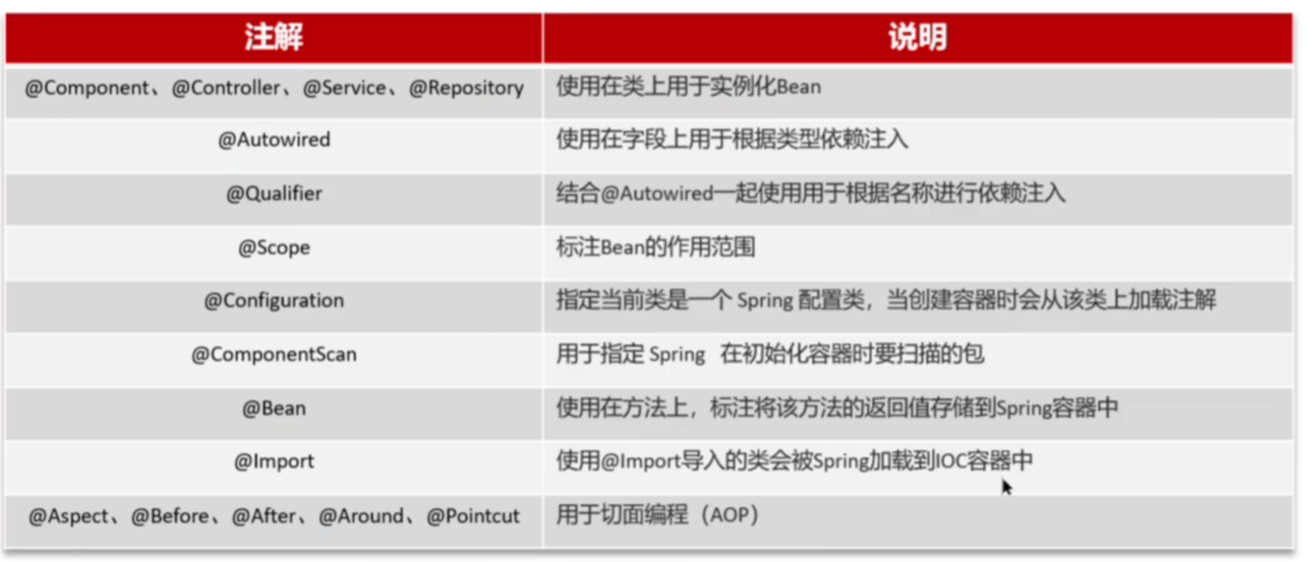 注解 说明
@Component、@Controller、@Service、@Repository 使用在类上用于实例化Bean
@Autowired 使用在字段上用于根据类型依赖注入
@Qualifier 结合@Autowired一起使用用于根据名称进行依赖注入
@Scope 标注Bean的作用范围
@Configuration 指定当前类是一个 Spring 配置类，当创建容器时会从该类上加载注解
@ComponentScan 用于指定 Spring 在初始化容器时要扫描的包
@Bean 使用在方法上，标注将该方法的返回值存储到Spring容器中
@Import 使用@Import导入的类会被Spring加载到IOC容器中
@Aspect、@Before、@After、@Around、@Pointcut 用于切面编程（AOP）